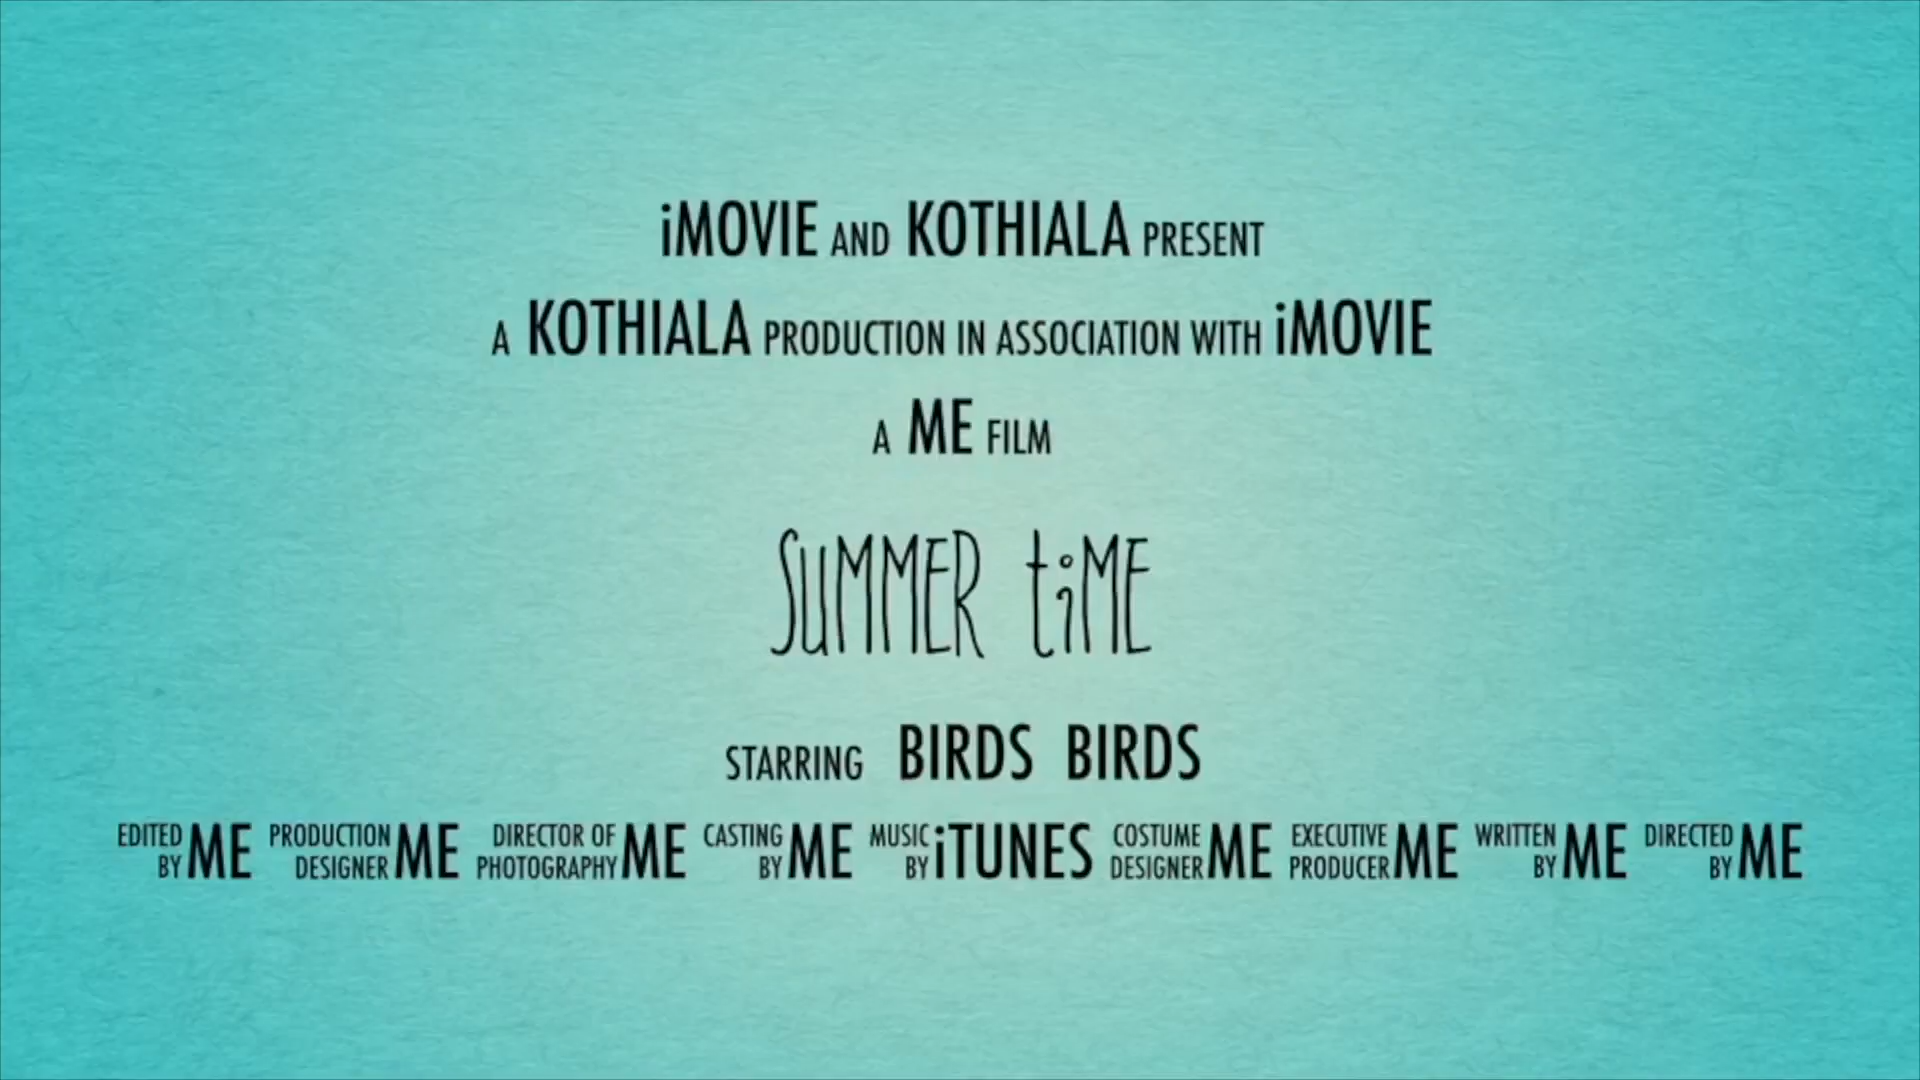 iMOVIE AND KOTHIALA PRESENT
A KOTHIALA PRODUCTION IN ASSOCIATION WITH iMOVIE
A ME FILM
SUMMER tiME
STARRING BIRDS BIRDS
EDITED BY ME PRODUCTION DESIGNER ME DIRECTOR OF PHOTOGRAPHY ME CASTING BY ME MUSIC BY iTUNES COSTUME DESIGNER ME EXECUTIVE PRODUCER ME WRITTEN BY ME DIRECTED BY ME